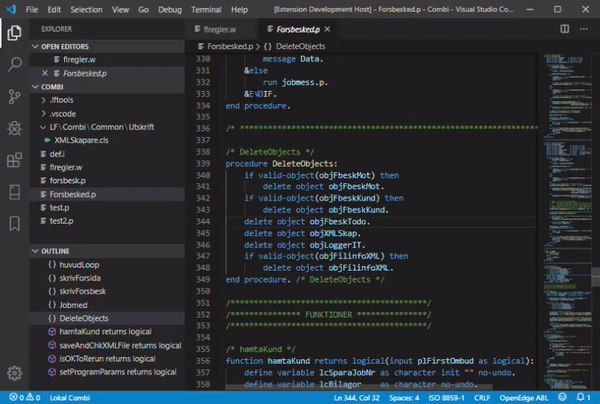 File Edit Selection View Go Debug Terminal Help [Extension Development Host] - Forsbesked.p - Combi - Visual Studio Co...
EXPLORER
OPEN EDITORS
firegler.w
Forsbesked.p
COMBI
.lftools
.vscode
LF\Combi\Common\Utskrift
XMLSkapare.cls
def.i
firegler.w
forsbesk.p
Forsbesked.p
test.p
test2.p
OUTLINE
huvudLoop
skrivForsida
skrivForsbesk
Jobmed
DeleteObjects
hamtaKund returns logical
saveAndChkXMLFile returns logical
isOKToRerun returns logical
setProgramParams returns logical
firegler.w Forsbesked.p
Forsbesked.p > {} DeleteObjects
330 message Data.
331 &else
332 run jobmess.p.
333 &ENDIF.
334 end procedure.
335
336 /* **************************************************************
337
338 /* DeleteObjects */
339 procedure DeleteObjects:
340 if valid-object(objFbeskMot) then
341 delete object objFbeskMot.
342 if valid-object(objFbeskKund) then
343 delete object objFbeskKund.
344 delete object objFbeskTodo.
345 delete object objXMLSkap.
346 delete object objLoggerIT.
347 if valid-object(objFilinfoXML) then
348 delete object objFilinfoXML.
349 end procedure. /* DeleteObjects */
350
351 /*****************************************/
352 /************** FUNKTIONER ***************/
353 /*****************************************/
354
355 /* hamtaKund */
356 function hamtaKund returns logical(input plFirstOmbud as logical):
357 define variable lcSparaJobNr as character init "" no-undo.
358 define variable lcBilagor as character no-undo.
0 0 Lokal Combi Ln 344, Col 32 Spaces: 4 ISO 8859-1 CRLF OpenEdge ABL 1